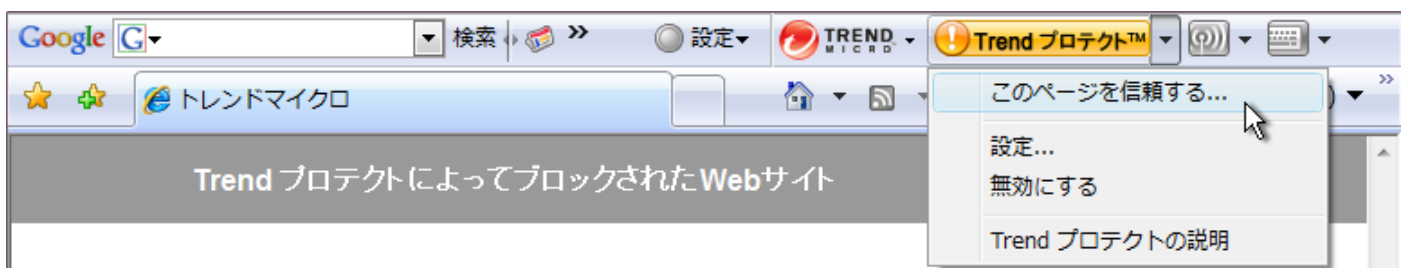 Google G 検索 » 設定 TREND MICRO Trend プロテクト™
トレンドマイクロ »
このページを信頼する...
設定...
無効にする
Trend プロテクトの説明
Trend プロテクトによってブロックされたWebサイト